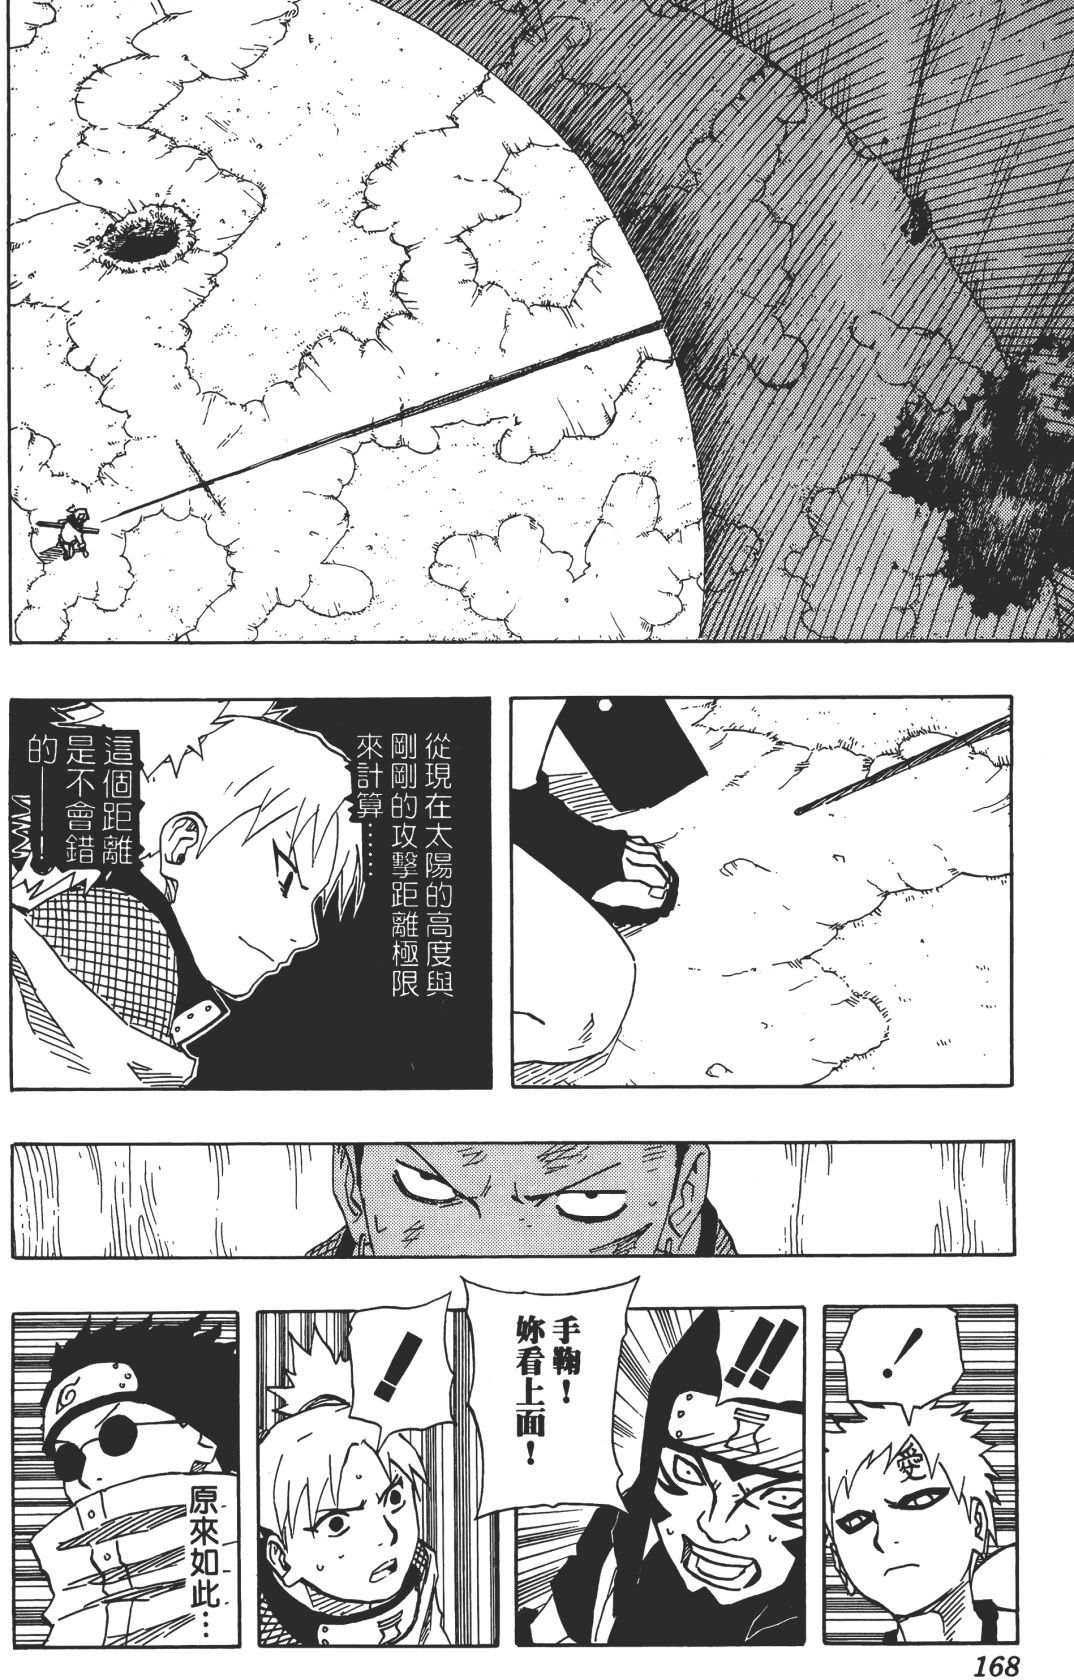 從現在太陽的高度與
剛剛的攻擊距離極限
來計算……
這個距離
是不會錯
的——
！
愛
!!
手鞠！
妳看上面！
！
原來如此…
168